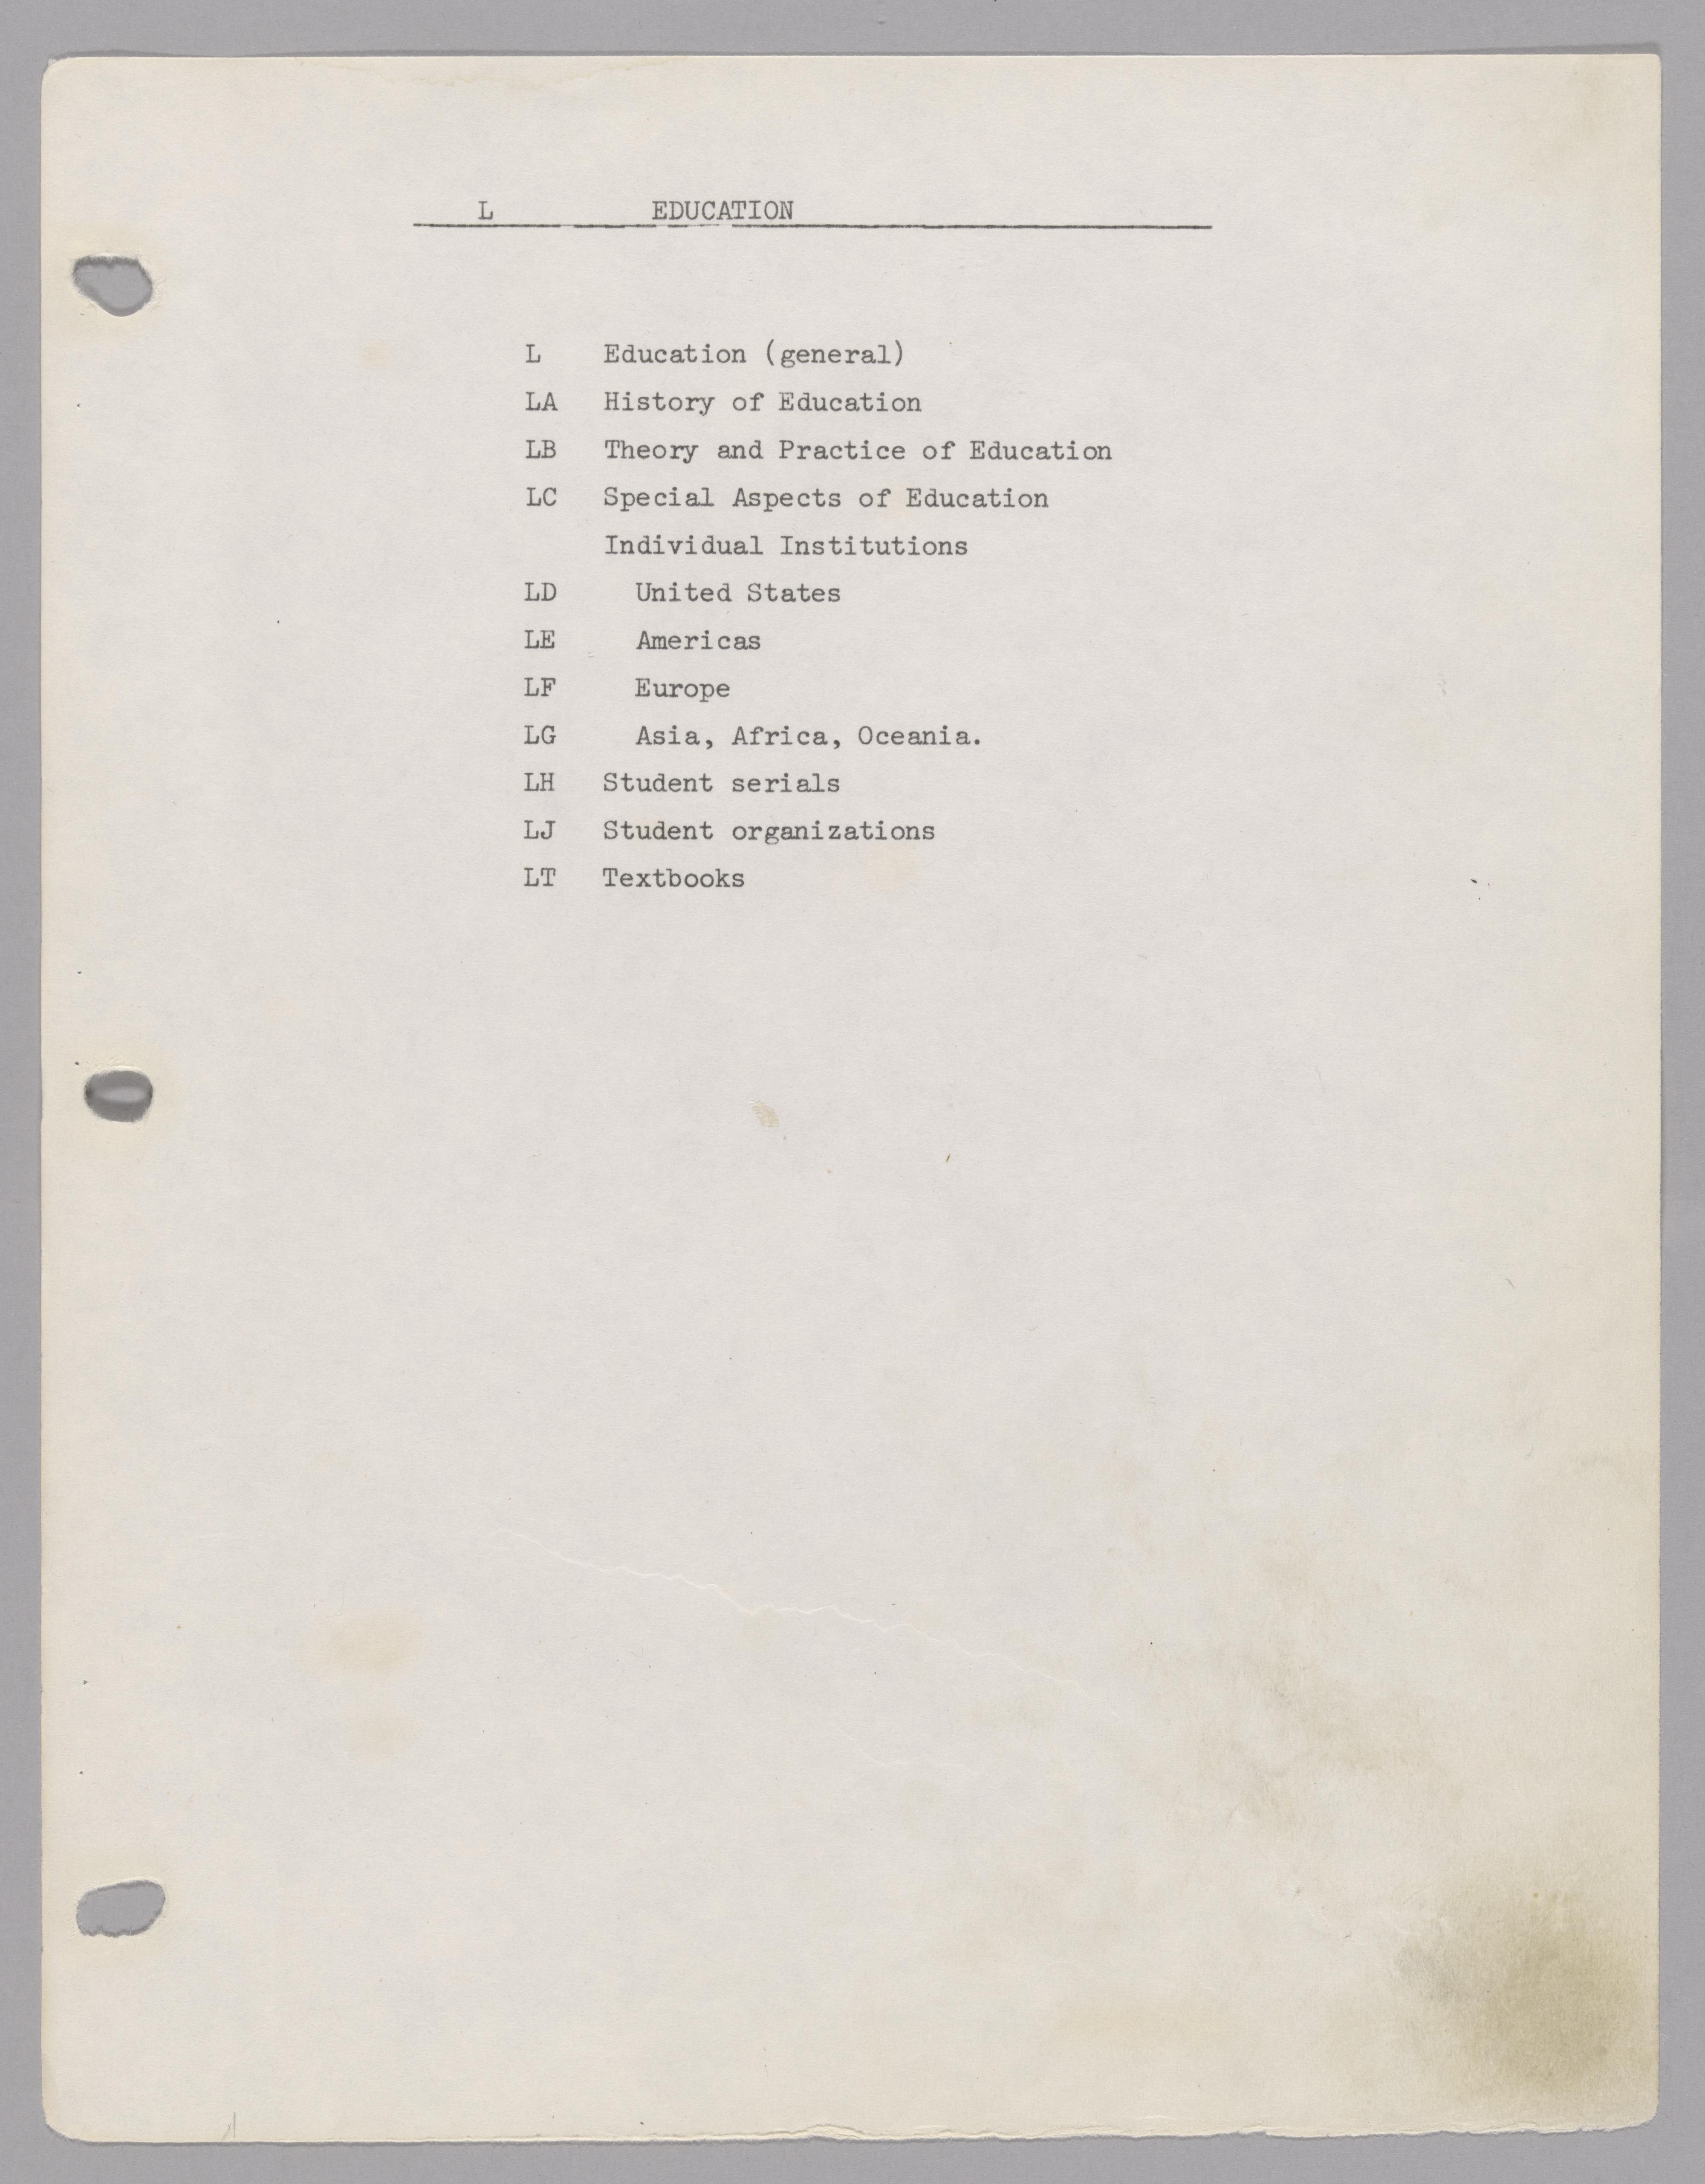 L EDUCATION
L Education (general)
LA History of Education
LB Theory and Practice of Education
LC Special Aspects of Education
Individual Institutions
LD United States
LE Americas
LF Europe
LG Asia, Africa, Oceania.
LH Student serials
LJ Student organizations
LT Textbooks